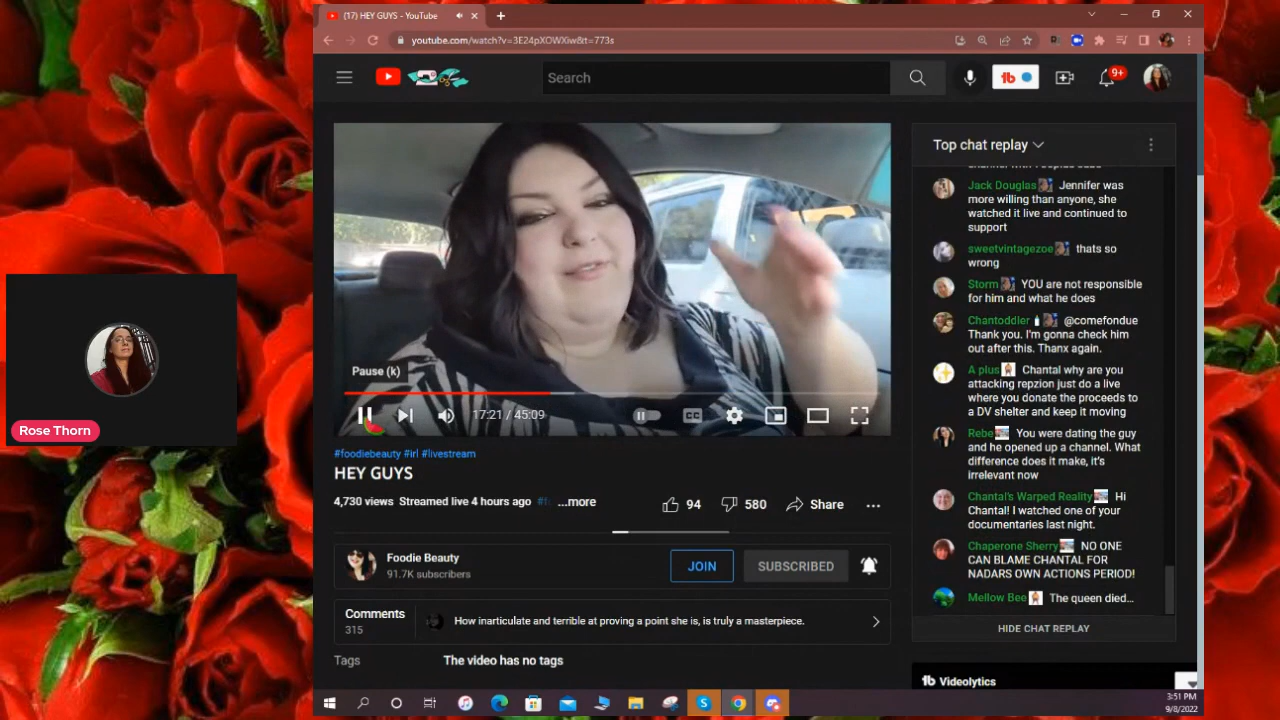 (17) HEY GUYS - YouTube
youtube.com/watch?v=3E24pXOWXiw&t=773s
Search
9+
Top chat replay
Jack Douglas Jennifer was
more willing than anyone, she
watched it live and continued to
support
sweetvintagezoe thats so
wrong
Storm YOU are not responsible
for him and what he does
Chantoddler @comefondue
Thank you. I'm gonna check him
out after this. Thanx again.
A plus Chantal why are you
attacking repzion just do a live
where you donate the proceeds to
a DV shelter and keep it moving
Rebe You were dating the guy
and he opened up a channel. What
difference does it make, it's
irrelevant now
Chantal's Warped Reality Hi
Chantal! I watched one of your
documentaries last night.
Chaperone Sherry NO ONE
CAN BLAME CHANTAL FOR
NADARS OWN ACTIONS PERIOD!
Mellow Bee The queen died...
HIDE CHAT REPLAY
Pause (k)
17:21 / 45:09
CC
Rose Thorn
#foodiebeauty #irl #livestream
HEY GUYS
4,730 views Streamed live 4 hours ago ...more
94
580
Share
Foodie Beauty
91.7K subscribers
JOIN
SUBSCRIBED
Comments
315
How inarticulate and terrible at proving a point she is, is truly a masterpiece.
Tags
The video has no tags
tb Videolytics
3:51 PM
9/8/2022